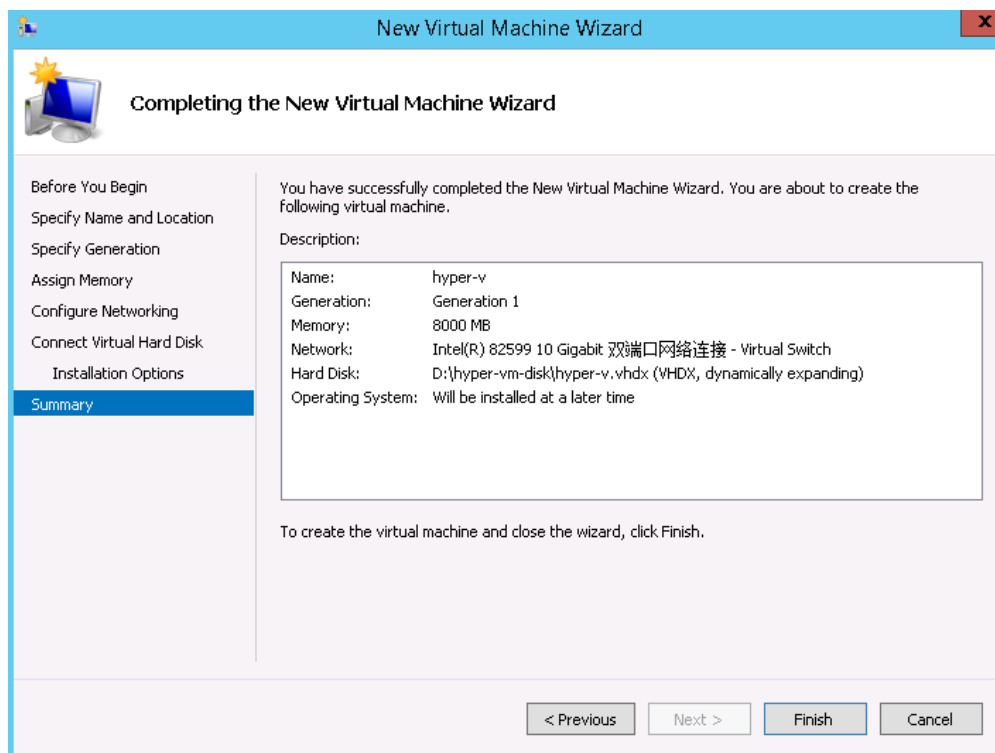 New Virtual Machine Wizard
x
Completing the New Virtual Machine Wizard
Before You Begin
Specify Name and Location
Specify Generation
Assign Memory
Configure Networking
Connect Virtual Hard Disk
Installation Options
Summary
You have successfully completed the New Virtual Machine Wizard. You are about to create the
following virtual machine.
Description:
Name: hyper-v
Generation: Generation 1
Memory: 8000 MB
Network: Intel(R) 82599 10 Gigabit 双端口网络连接 - Virtual Switch
Hard Disk: D:\hyper-vm-disk\hyper-v.vhdx (VHDX, dynamically expanding)
Operating System: Will be installed at a later time
To create the virtual machine and close the wizard, click Finish.
< Previous Next > Finish Cancel